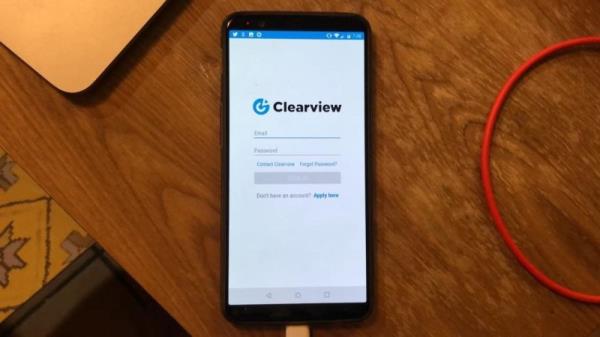 Clearview
Email
Password
Contact Clearview Forgot Password?
Don't have an account? Apply here